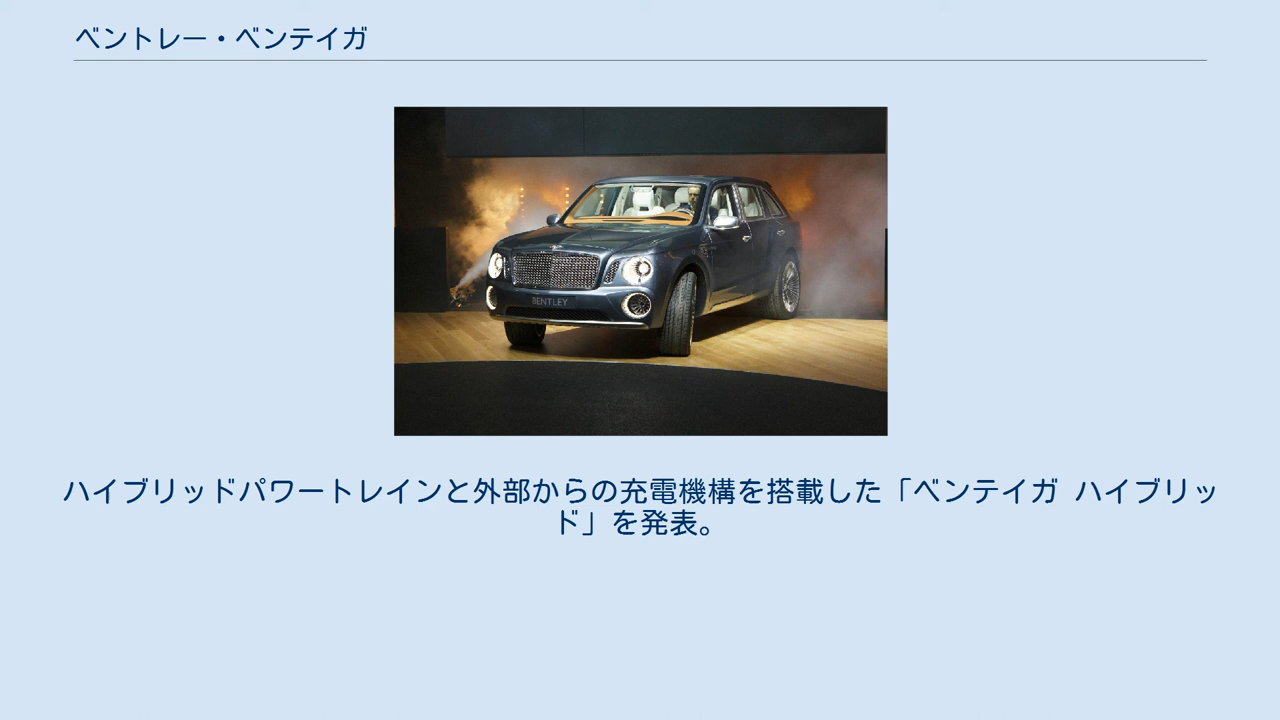 ベントレー・ベンテイガ
BENTLEY
ハイブリッドパワートレインと外部からの充電機構を搭載した「ベンテイガ ハイブリッ
ド」を発表。